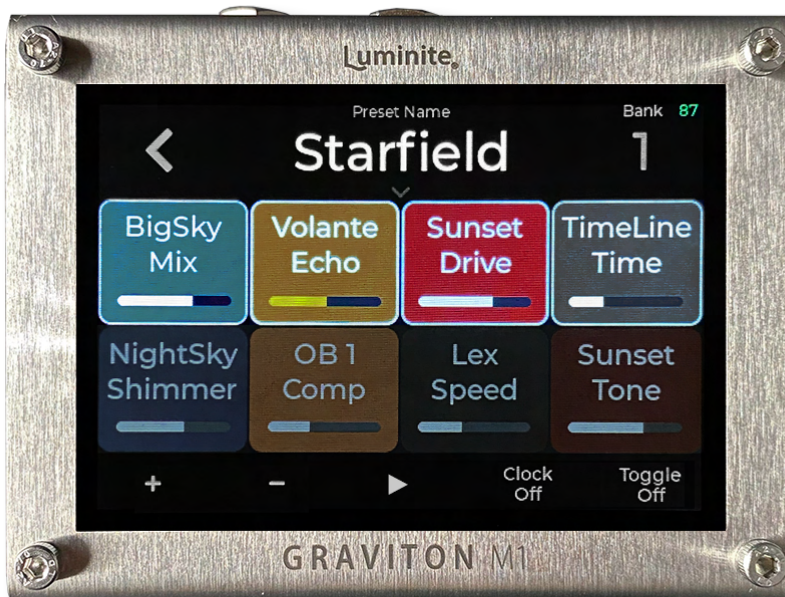 Luminite
Preset Name
Bank 87
Starfield
1
BigSky
Mix
Volante
Echo
Sunset
Drive
TimeLine
Time
NightSky
Shimmer
OB 1
Comp
Lex
Speed
Sunset
Tone
+
−
Clock
Off
Toggle
Off
GRAVITON M1